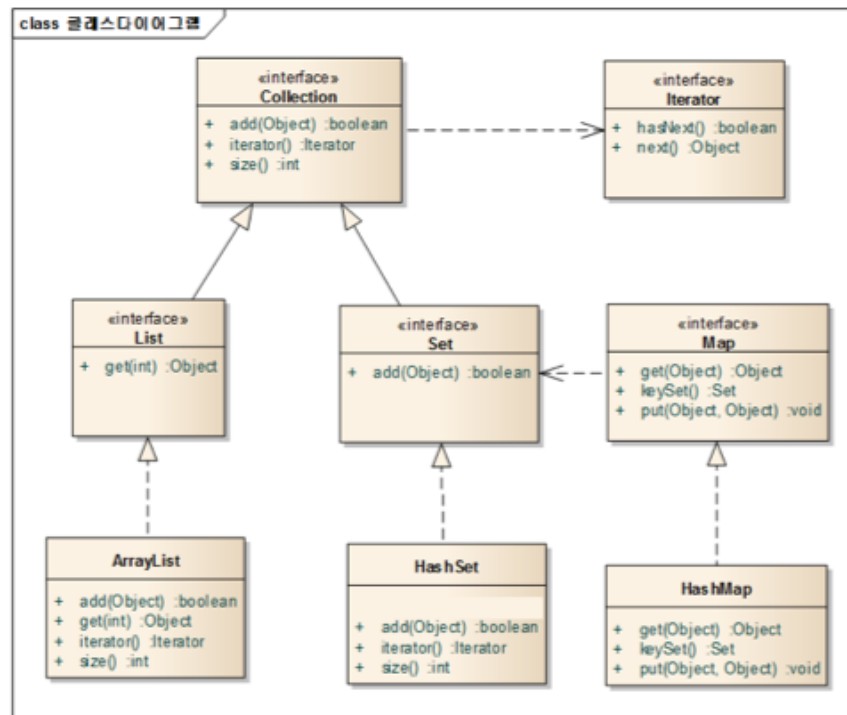 class 클래스다이어그램
«interface»
Collection
+ add(Object) :boolean
+ iterator() :Iterator
+ size() :int
«interface»
Iterator
+ hasNext() :boolean
+ next() :Object
«interface»
List
+ get(int) :Object
«interface»
Set
+ add(Object) :boolean
«interface»
Map
+ get(Object) :Object
+ keySet() :Set
+ put(Object, Object) :void
ArrayList
+ add(Object) :boolean
+ get(int) :Object
+ iterator() :Iterator
+ size() :int
HashSet
+ add(Object) :boolean
+ iterator() :Iterator
+ size() :int
HashMap
+ get(Object) :Object
+ keySet() :Set
+ put(Object, Object) :void